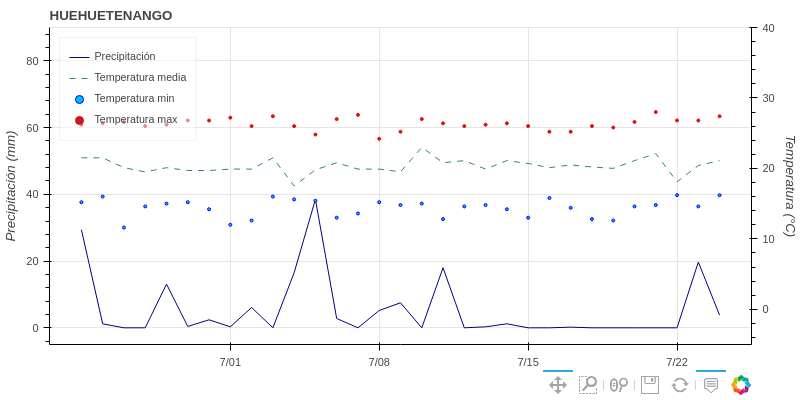 HUEHUETENANGO
Precipitación
Temperatura media
Temperatura min
Temperatura max
Precipitación (mm)
80
60
40
20
0
Temperatura (°C)
40
30
20
10
0
7/01
7/08
7/15
7/22